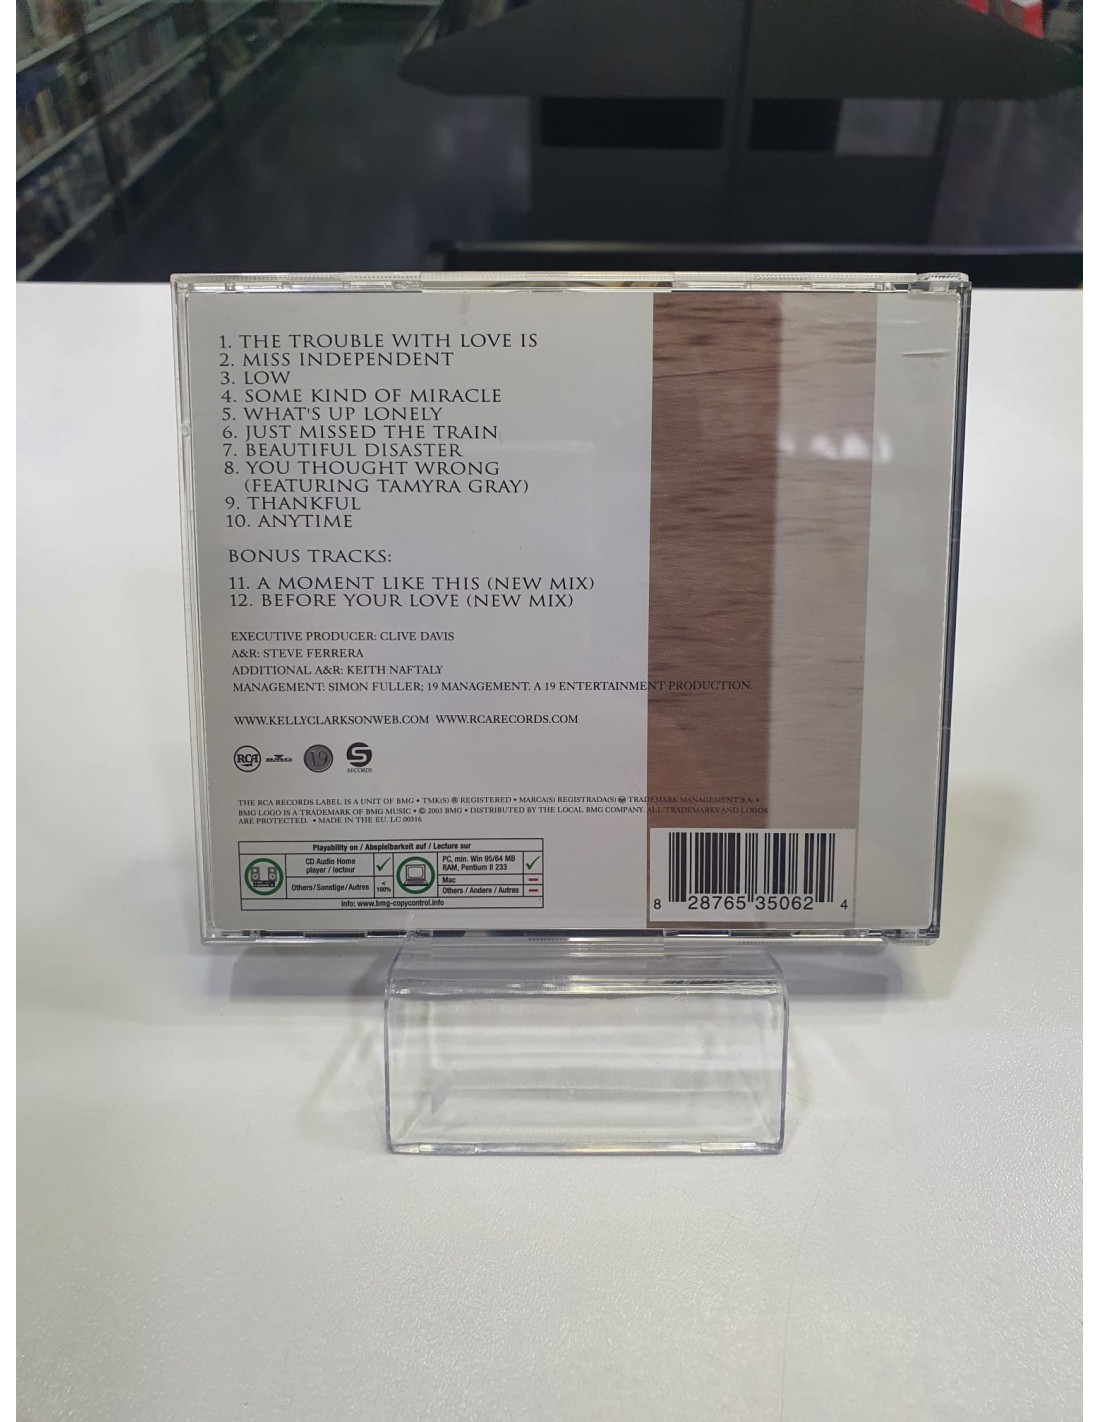 1. THE TROUBLE WITH LOVE IS
2. MISS INDEPENDENT
3. LOW
4. SOME KIND OF MIRACLE
5. WHAT'S UP LONELY
6. JUST MISSED THE TRAIN
7. BEAUTIFUL DISASTER
8. YOU THOUGHT WRONG
(FEATURING TAMYRA GRAY)
9. THANKFUL
10. ANYTIME
BONUS TRACKS:
11. A MOMENT LIKE THIS (NEW MIX)
12. BEFORE YOUR LOVE (NEW MIX)
EXECUTIVE PRODUCER: CLIVE DAVIS
A&R: STEVE FERRERA
ADDITIONAL A&R: KEITH NAFTALY
MANAGEMENT: SIMON FULLER; 19 MANAGEMENT. A 19 ENTERTAINMENT PRODUCTION.
WWW.KELLYCLARKSONWEB.COM WWW.RCARECORDS.COM
RCA BMG 19 S RECORDS
THE RCA RECORDS LABEL IS A UNIT OF BMG • TMK(S) ® REGISTERED • MARCA(S) REGISTRADA(S) TRADEMARK MANAGEMENT S.A. •
BMG LOGO IS A TRADEMARK OF BMG MUSIC • © 2003 BMG • DISTRIBUTED BY THE LOCAL BMG COMPANY. ALL TRADEMARKS AND LOGOS
ARE PROTECTED. • MADE IN THE EU. LC 00316
Playability on / Abspielbarkeit auf / Lecture sur
CD Audio Home player / lecteur
Others/Sonstige/Autres < 100%
PC, min. Win 95/64 MB RAM, Pentium II 233
Mac
Others / Andere / Autres
Info: www.bmg-copycontrol.info
8 28765 35062 4